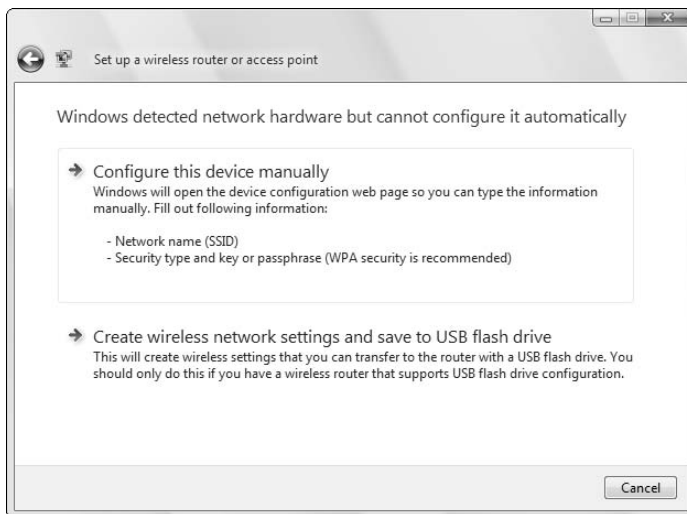 Set up a wireless router or access point
Windows detected network hardware but cannot configure it automatically
Configure this device manually
Windows will open the device configuration web page so you can type the information
manually. Fill out following information:
- Network name (SSID)
- Security type and key or passphrase (WPA security is recommended)
Create wireless network settings and save to USB flash drive
This will create wireless settings that you can transfer to the router with a USB flash drive. You
should only do this if you have a wireless router that supports USB flash drive configuration.
Cancel